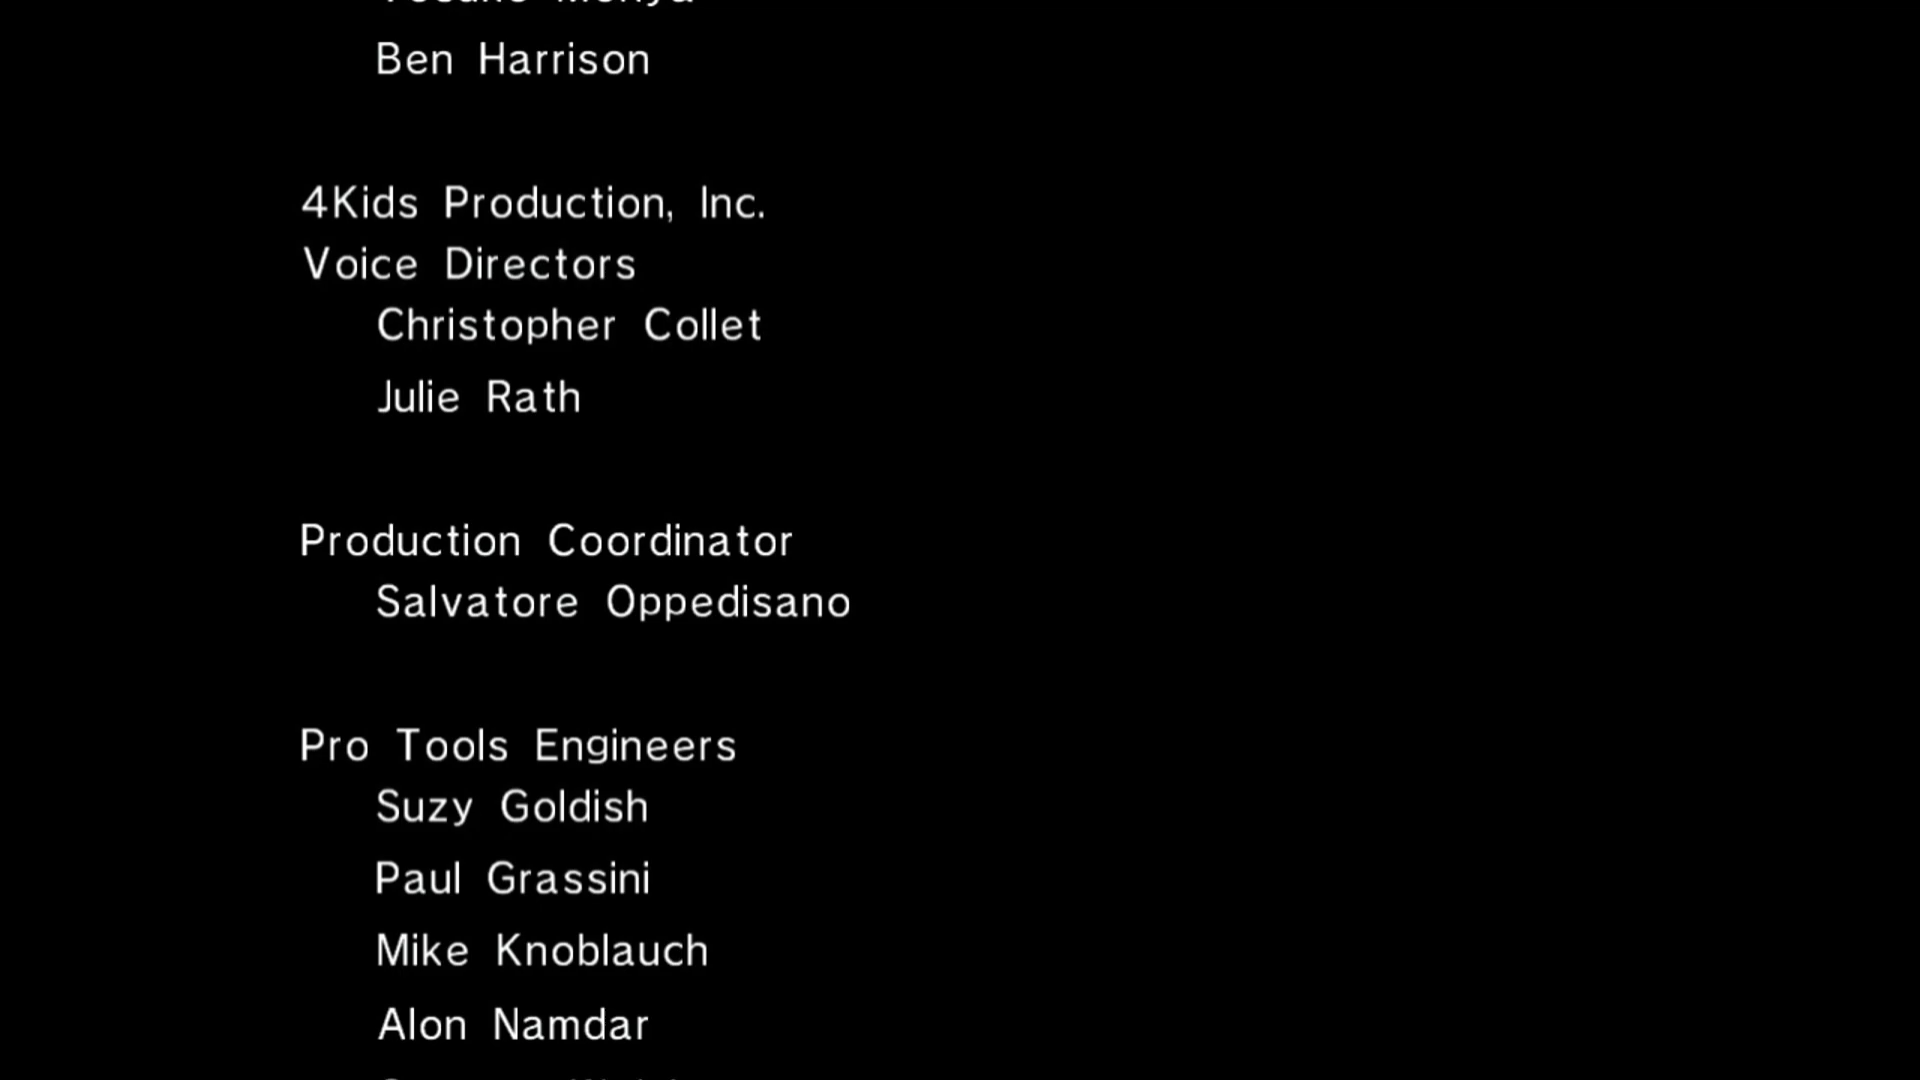 Ben Harrison
4Kids Production, Inc.
Voice Directors
Christopher Collet
Julie Rath
Production Coordinator
Salvatore Oppedisano
Pro Tools Engineers
Suzy Goldish
Paul Grassini
Mike Knoblauch
Alon Namdar